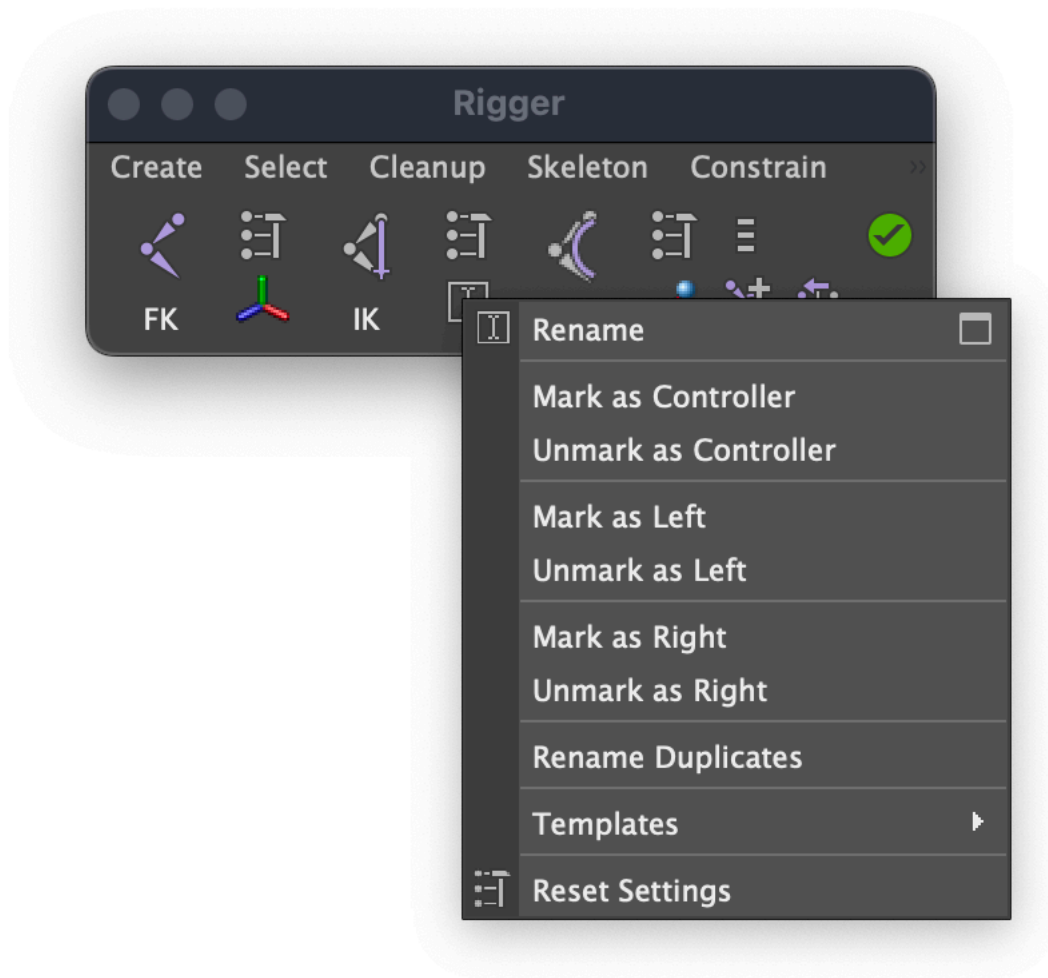 Rigger
Create Select Cleanup Skeleton Constrain »
FK IK
Rename
Mark as Controller
Unmark as Controller
Mark as Left
Unmark as Left
Mark as Right
Unmark as Right
Rename Duplicates
Templates
Reset Settings